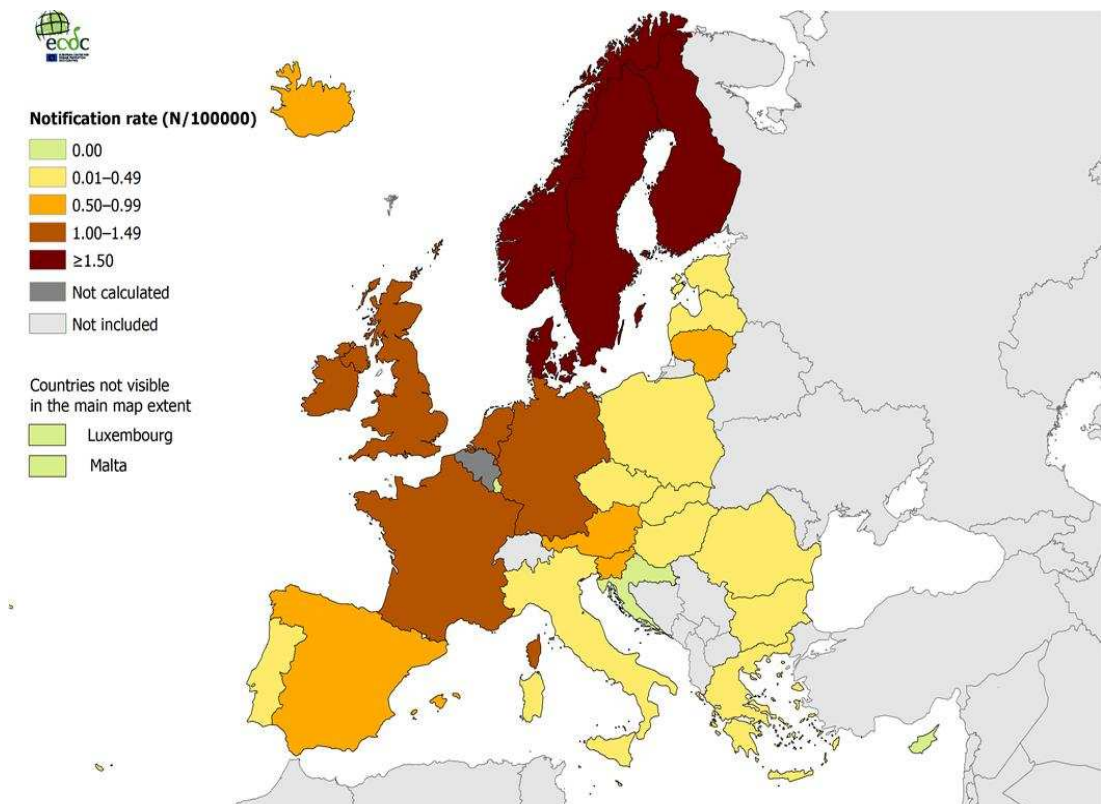 ecdc
Notification rate (N/100000)
0.00
0.01–0.49
0.50–0.99
1.00–1.49
≥1.50
Not calculated
Not included
Countries not visible
in the main map extent
Luxembourg
Malta